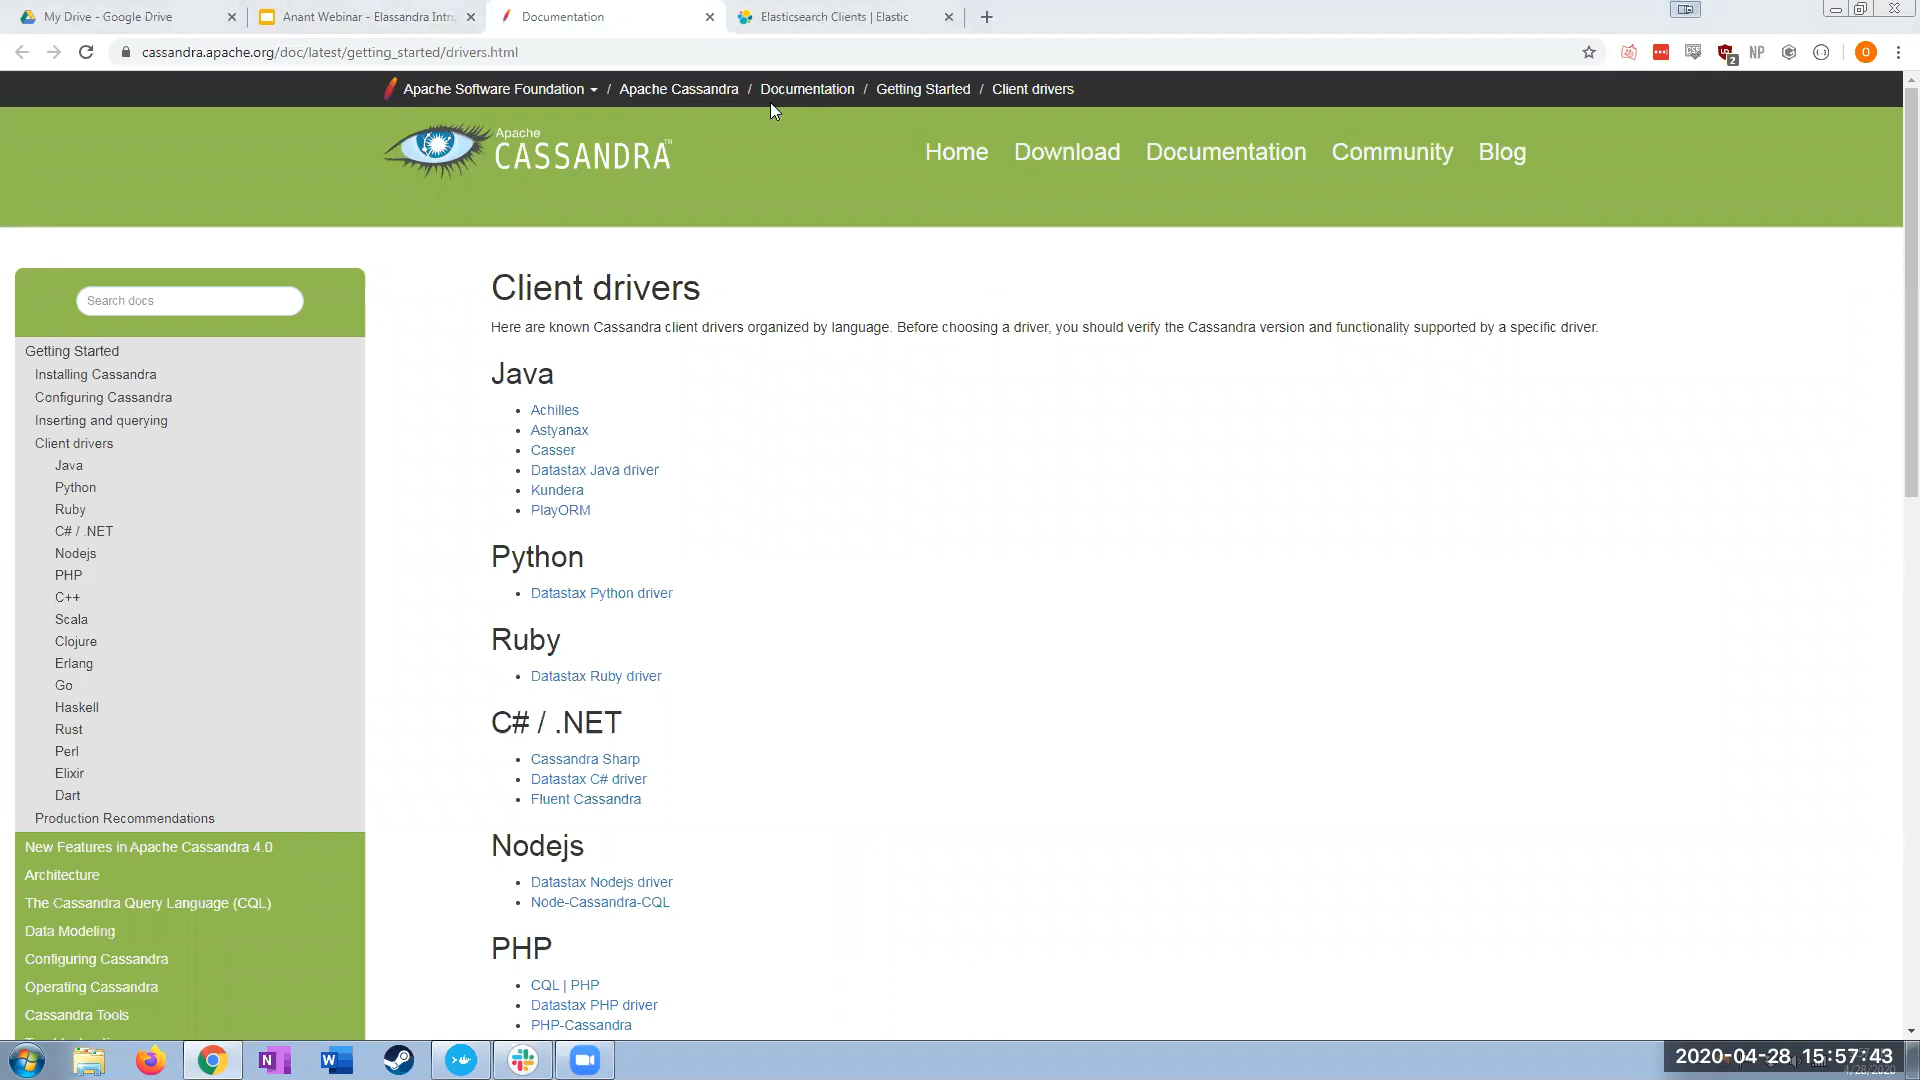 My Drive - Google Drive
Anant Webinar - Elassandra Intro
Documentation
Elasticsearch Clients | Elastic
cassandra.apache.org/doc/latest/getting_started/drivers.html
2
NP
O
Apache Software Foundation / Apache Cassandra / Documentation / Getting Started / Client drivers
Apache
CASSANDRA
Home Download Documentation Community Blog
Search docs
Getting Started
Installing Cassandra
Configuring Cassandra
Inserting and querying
Client drivers
Java
Python
Ruby
C# / .NET
Nodejs
PHP
C++
Scala
Clojure
Erlang
Go
Haskell
Rust
Perl
Elixir
Dart
Production Recommendations
New Features in Apache Cassandra 4.0
Architecture
The Cassandra Query Language (CQL)
Data Modeling
Configuring Cassandra
Operating Cassandra
Cassandra Tools
Client drivers
Here are known Cassandra client drivers organized by language. Before choosing a driver, you should verify the Cassandra version and functionality supported by a specific driver.
Java
Achilles
Astyanax
Casser
Datastax Java driver
Kundera
PlayORM
Python
Datastax Python driver
Ruby
Datastax Ruby driver
C# / .NET
Cassandra Sharp
Datastax C# driver
Fluent Cassandra
Nodejs
Datastax Nodejs driver
Node-Cassandra-CQL
PHP
CQL | PHP
Datastax PHP driver
PHP-Cassandra
2020-04-28 15:57:43
4/28/2020